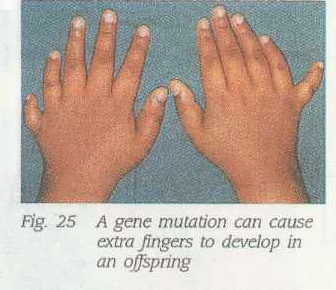 Fig. 25 A gene mutation can cause
extra fingers to develop in
an offspring